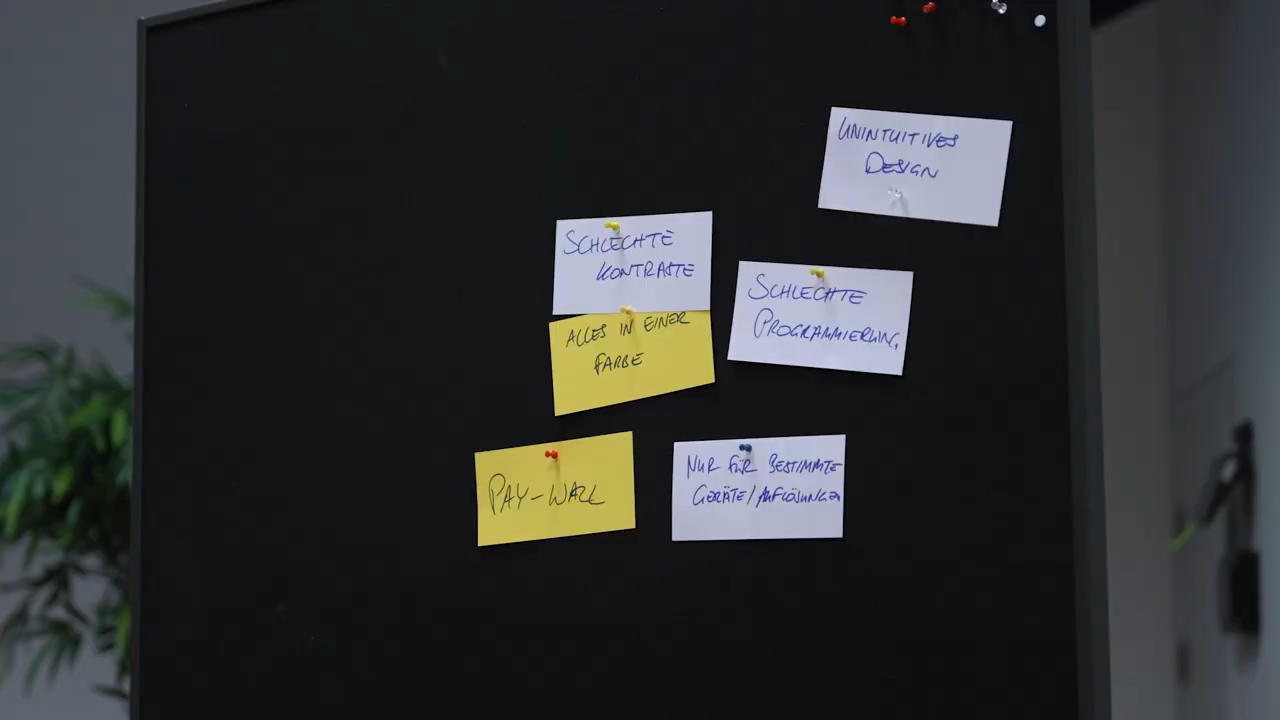 UNINTUITIVES
DESIGN
SCHLECHTE
KONTRASTE
ALLES IN EINER
FARBE
SCHLECHTE
PROGRAMMIERUNG
PAY-WALL
NUR FÜR BESTIMMTE
GERÄTE/AUFLÖSUNGEN